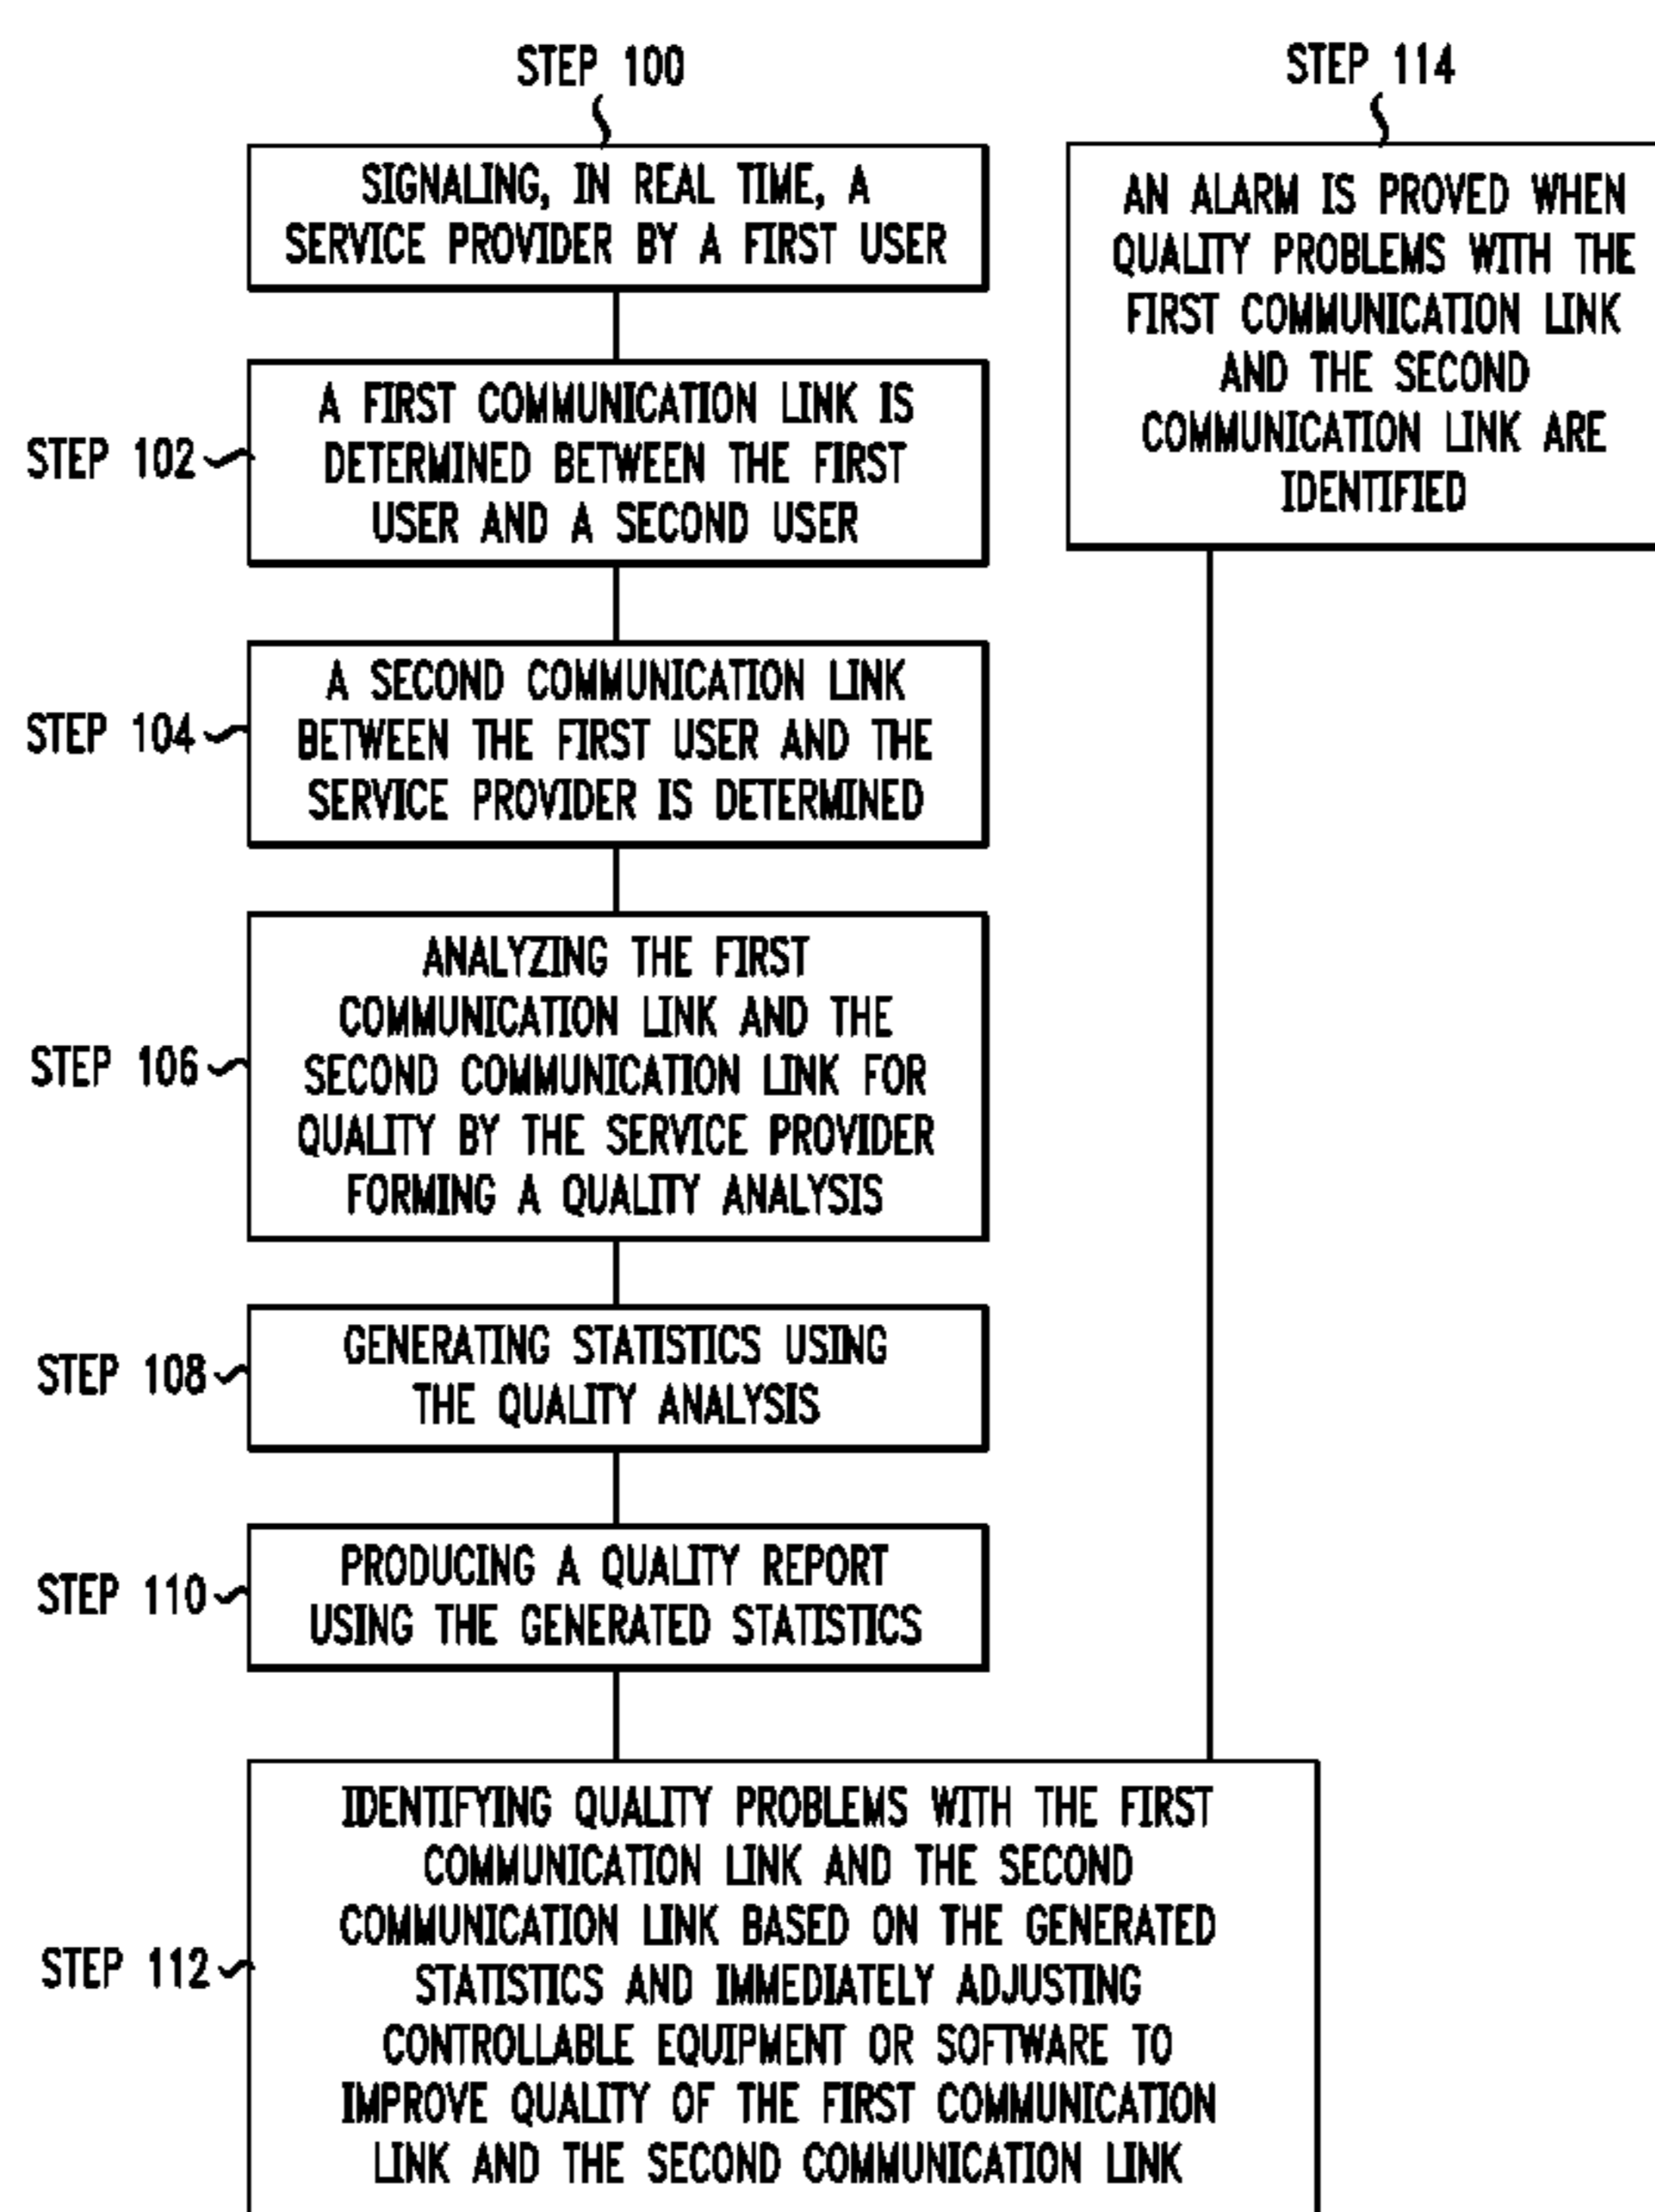 STEP 100
SIGNALING, IN REAL TIME, A
SERVICE PROVIDER BY A FIRST USER
STEP 102
A FIRST COMMUNICATION LINK IS
DETERMINED BETWEEN THE FIRST
USER AND A SECOND USER
STEP 104
A SECOND COMMUNICATION LINK
BETWEEN THE FIRST USER AND THE
SERVICE PROVIDER IS DETERMINED
STEP 106
ANALYZING THE FIRST
COMMUNICATION LINK AND THE
SECOND COMMUNICATION LINK FOR
QUALITY BY THE SERVICE PROVIDER
FORMING A QUALITY ANALYSIS
STEP 108
GENERATING STATISTICS USING
THE QUALITY ANALYSIS
STEP 110
PRODUCING A QUALITY REPORT
USING THE GENERATED STATISTICS
STEP 112
IDENTIFYING QUALITY PROBLEMS WITH THE FIRST
COMMUNICATION LINK AND THE SECOND
COMMUNICATION LINK BASED ON THE GENERATED
STATISTICS AND IMMEDIATELY ADJUSTING
CONTROLLABLE EQUIPMENT OR SOFTWARE TO
IMPROVE QUALITY OF THE FIRST COMMUNICATION
LINK AND THE SECOND COMMUNICATION LINK
STEP 114
AN ALARM IS PROVED WHEN
QUALITY PROBLEMS WITH THE
FIRST COMMUNICATION LINK
AND THE SECOND
COMMUNICATION LINK ARE
IDENTIFIED